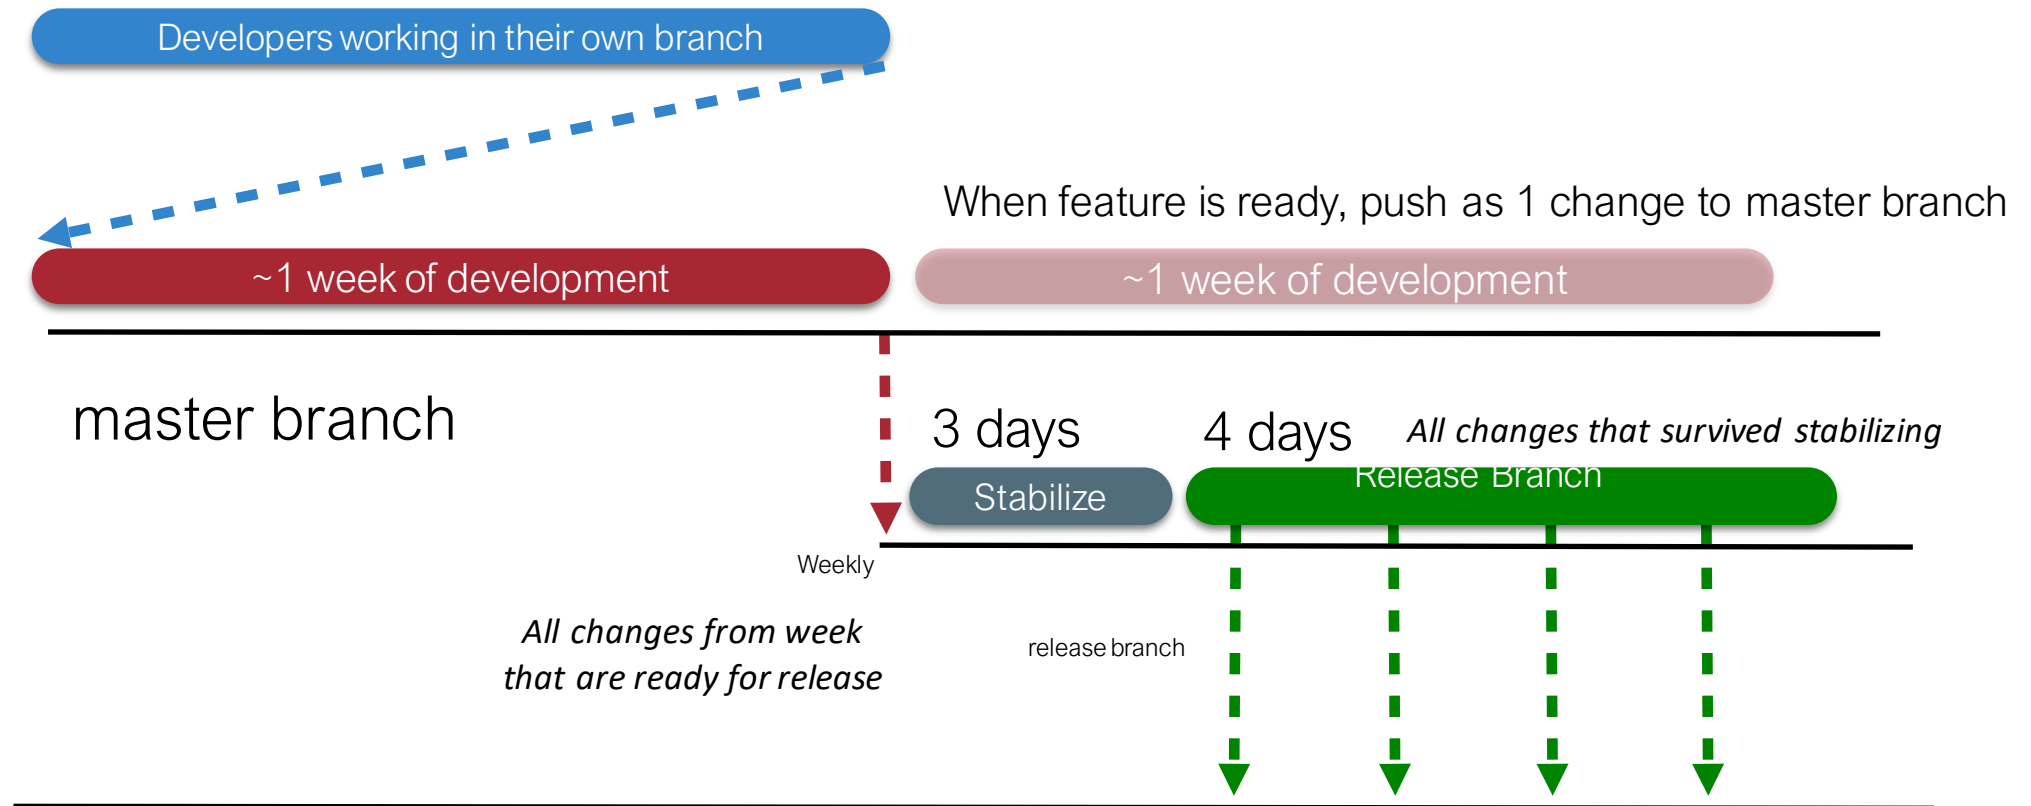 Developers working in their own branch
When feature is ready, push as 1 change to master branch
~1 week of development
~1 week of development
master branch
3 days
4 days
All changes that survived stabilizing
Release Branch
Stabilize
Weekly
All changes from week
that are ready for release
release branch